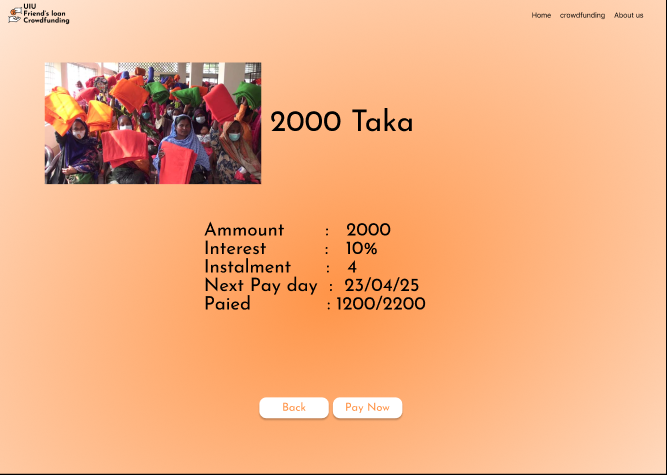 UIU
Friend's loan
Crowdfunding
Home crowdfunding About us
2000 Taka
Ammount : 2000
Interest : 10%
Instalment : 4
Next Pay day : 23/04/25
Paied : 1200/2200
Back Pay Now